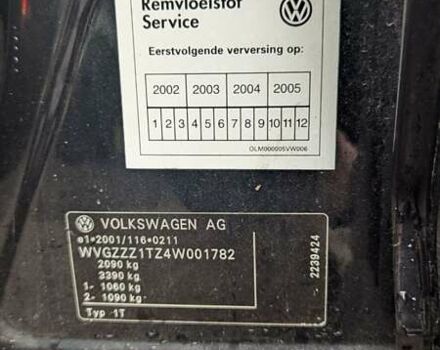 Remvloeistof
Service
Eerstvolgende verversing op:
2002 2003 2004 2005
1 2 3 4 5 6 7 8 9 10 11 12
OLM000005VW006
VOLKSWAGEN AG
e1*2001/116*0211
WVGZZZ1TZ4W001782
2090 kg
3390 kg
1- 1060 kg
2- 1090 kg
Typ 1T
2239424